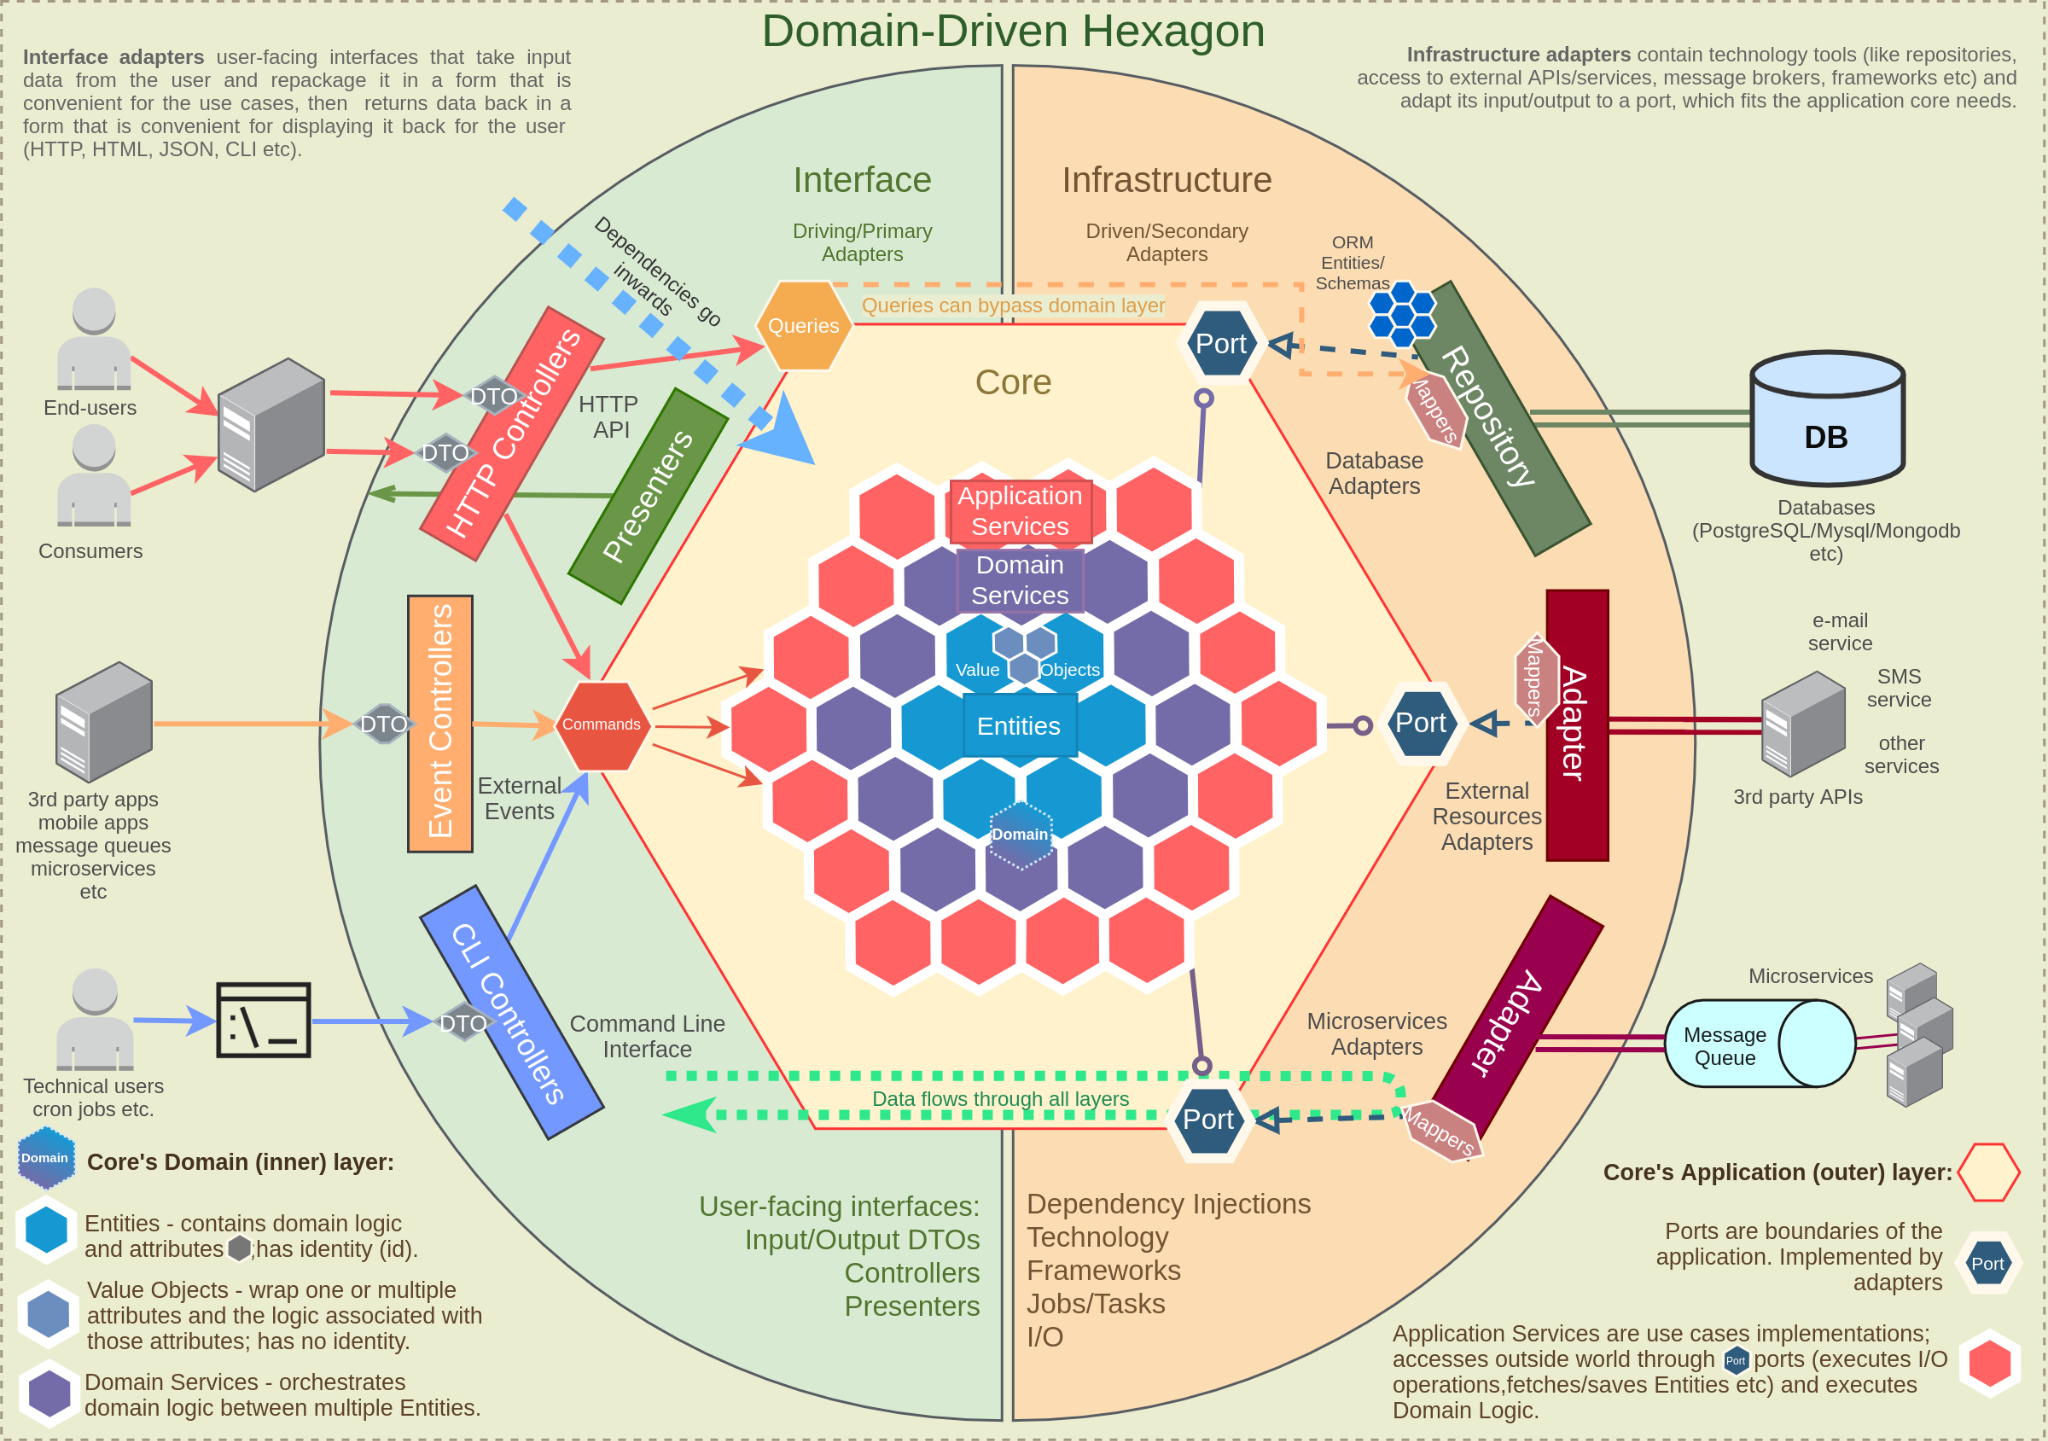 Domain-Driven Hexagon
Interface adapters user-facing interfaces that take input
data from the user and repackage it in a form that is
convenient for the use cases, then returns data back in a
form that is convenient for displaying it back for the user
(HTTP, HTML, JSON, CLI etc).
Infrastructure adapters contain technology tools (like repositories,
access to external APIs/services, message brokers, frameworks etc) and
adapt its input/output to a port, which fits the application core needs.
Interface
Driving/Primary
Adapters
Infrastructure
Driven/Secondary
Adapters
Dependencies go
inwards
ORM
Entities/
Schemas
Queries
Queries can bypass domain layer
Port
Core
End-users
Consumers
DTO
DTO
HTTP Controllers
HTTP
API
Presenters
Repository
Mappers
Database
Adapters
DB
Databases
(PostgreSQL/Mysql/Mongodb
etc)
Application
Services
Domain
Services
Value
Objects
Entities
Domain
3rd party apps
mobile apps
message queues
microservices
etc
DTO
Event Controllers
External
Events
Commands
Port
Mappers
Adapter
External
Resources
Adapters
e-mail
service
SMS
service
other
services
3rd party APIs
Technical users
cron jobs etc.
:\_
DTO
CLI Controllers
Command Line
Interface
Data flows through all layers
Port
Mappers
Adapter
Microservices
Adapters
Microservices
Message
Queue
User-facing interfaces:
Input/Output DTOs
Controllers
Presenters
Dependency Injections
Technology
Frameworks
Jobs/Tasks
I/O
Domain
Core's Domain (inner) layer:
Entities - contains domain logic
and attributes ;has identity (id).
Value Objects - wrap one or multiple
attributes and the logic associated with
those attributes; has no identity.
Domain Services - orchestrates
domain logic between multiple Entities.
Core's Application (outer) layer:
Ports are boundaries of the
application. Implemented by
adapters
Port
Application Services are use cases implementations;
accesses outside world through Port ports (executes I/O
operations,fetches/saves Entities etc) and executes
Domain Logic.